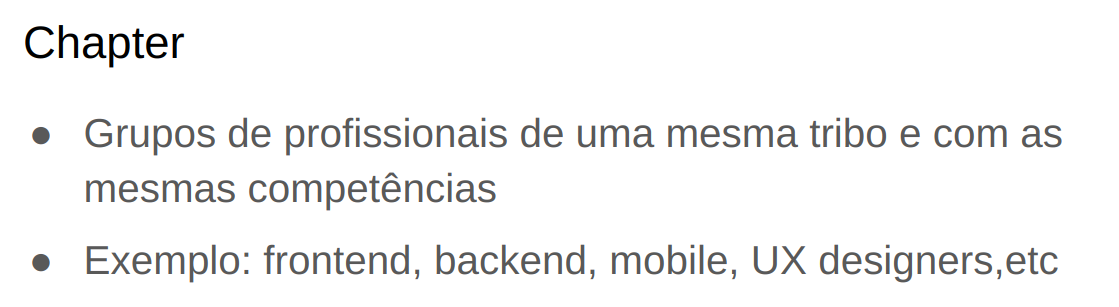 Chapter
● Grupos de profissionais de uma mesma tribo e com as
mesmas competências
● Exemplo: frontend, backend, mobile, UX designers,etc